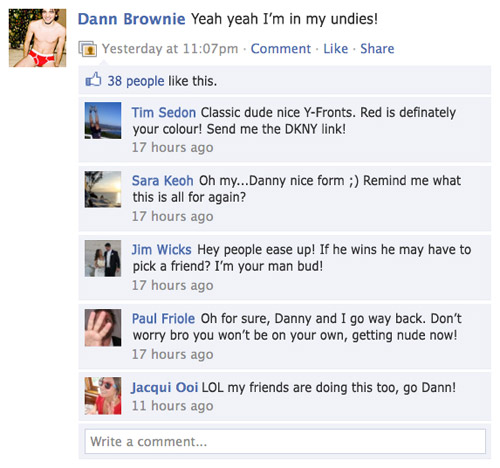 Dann Brownie Yeah yeah I'm in my undies!
Yesterday at 11:07pm · Comment · Like · Share
38 people like this.
Tim Sedon Classic dude nice Y-Fronts. Red is definately
your colour! Send me the DKNY link!
17 hours ago
Sara Keoh Oh my...Danny nice form ;) Remind me what
this is all for again?
17 hours ago
Jim Wicks Hey people ease up! If he wins he may have to
pick a friend? I'm your man bud!
17 hours ago
Paul Friole Oh for sure, Danny and I go way back. Don't
worry bro you won't be on your own, getting nude now!
17 hours ago
Jacqui Ooi LOL my friends are doing this too, go Dann!
11 hours ago
Write a comment...